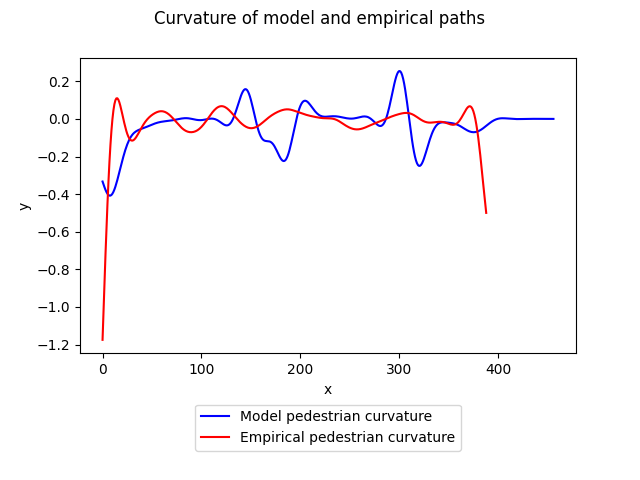 Curvature of model and empirical paths
0.2
0.0
−0.2
−0.4
−0.6
−0.8
−1.0
−1.2
y
0 100 200 300 400
x
Model pedestrian curvature
Empirical pedestrian curvature